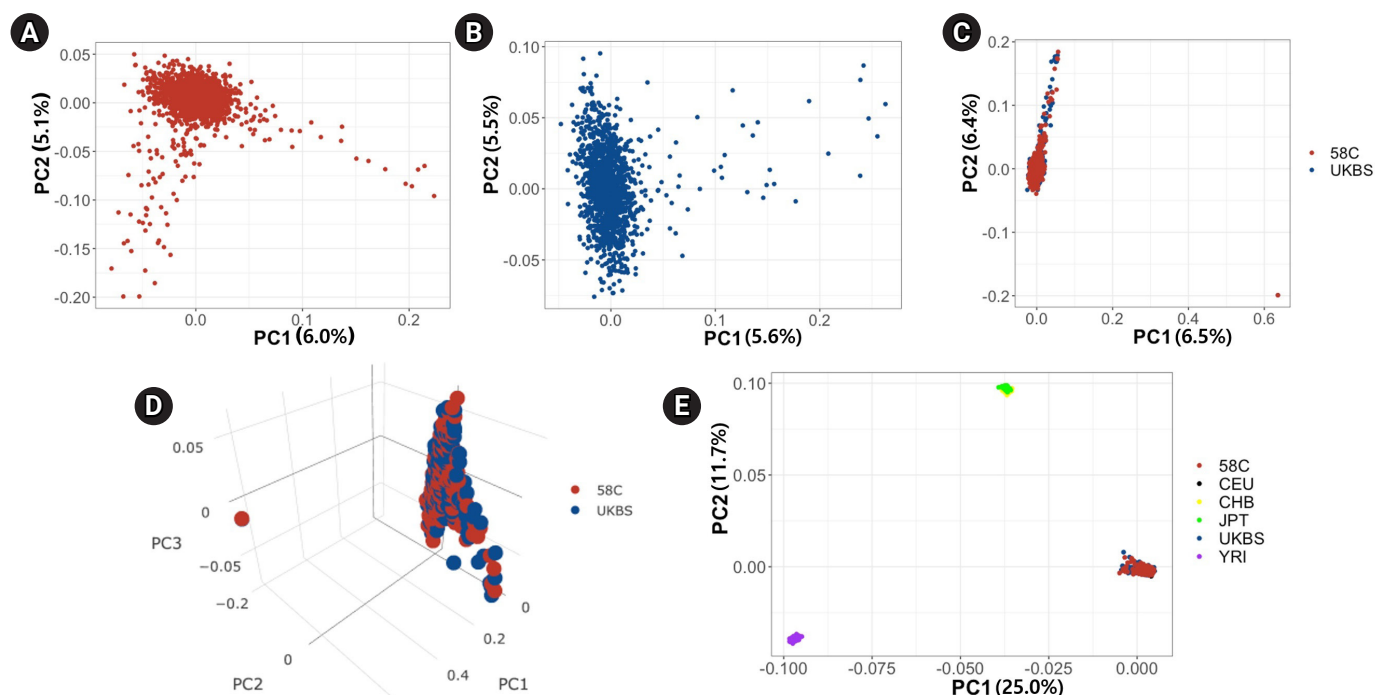 A
0.05
0.00
-0.05
-0.10
-0.15
-0.20
PC2 (5.1%)
0.0
0.1
0.2
PC1 (6.0%)
B
0.10
0.05
0.00
-0.05
PC2 (5.5%)
0.0
0.1
0.2
PC1 (5.6%)
C
0.2
0.1
0.0
-0.1
-0.2
PC2 (6.4%)
0.0
0.2
0.4
0.6
PC1 (6.5%)
58C
UKBS
D
0.05
0
−0.05
PC3
−0.2
0
PC2
0
0.2
0.4
PC1
58C
UKBS
E
0.10
0.05
0.00
PC2 (11.7%)
-0.100
-0.075
-0.050
-0.025
0.000
PC1 (25.0%)
58C
CEU
CHB
JPT
UKBS
YRI